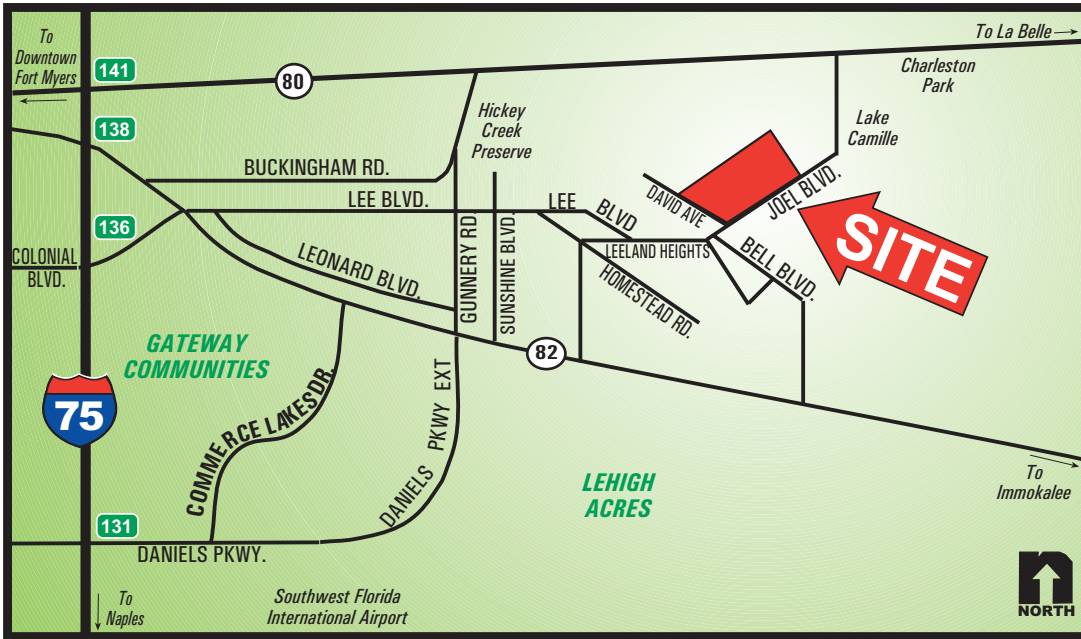 To
Downtown
Fort Myers
141
80
To La Belle
Charleston
Park
138
Hickey
Creek
Preserve
Lake
Camille
BUCKINGHAM RD.
LEE BLVD.
LEE
BLVD
DAVID AVE
JOEL BLVD.
136
COLONIAL
BLVD.
LEONARD BLVD.
GUNNERY RD
SUNSHINE BLVD.
LEELAND HEIGHTS
HOMESTEAD RD.
BELL BLVD.
SITE
GATEWAY
COMMUNITIES
82
75
COMMERCE LAKES DR.
DANIELS PKWY EXT
LEHIGH
ACRES
To
Immokalee
131
DANIELS PKWY.
To
Naples
Southwest Florida
International Airport
n
NORTH